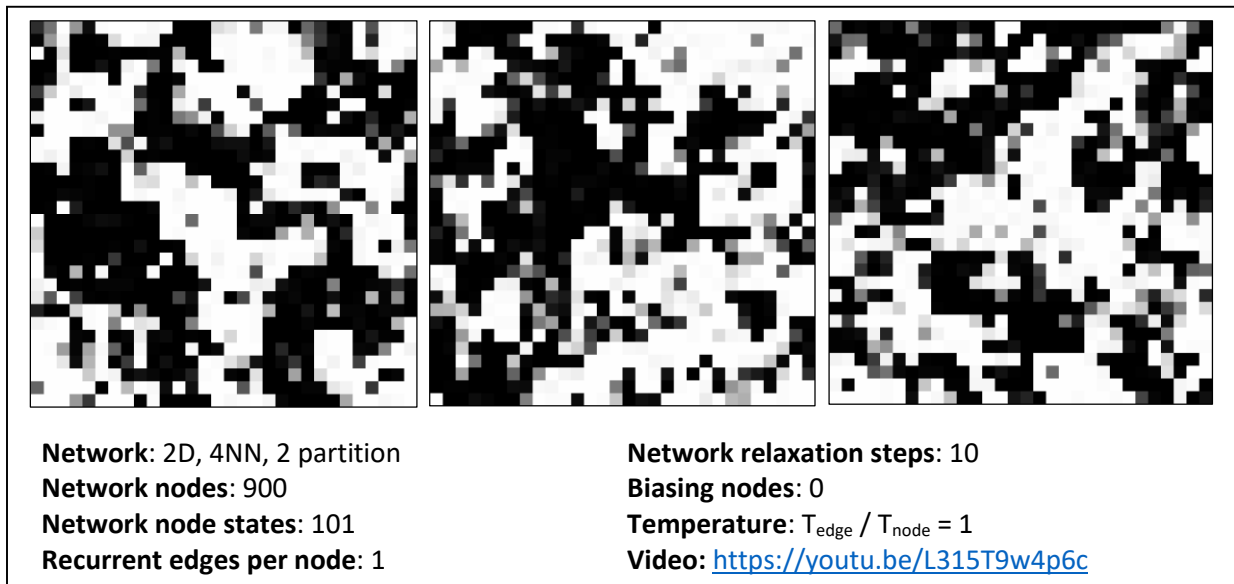 Network: 2D, 4NN, 2 partition
Network nodes: 900
Network node states: 101
Recurrent edges per node: 1
Network relaxation steps: 10
Biasing nodes: 0
Temperature: Tedge / Tnode = 1
Video: https://youtu.be/L315T9w4p6c